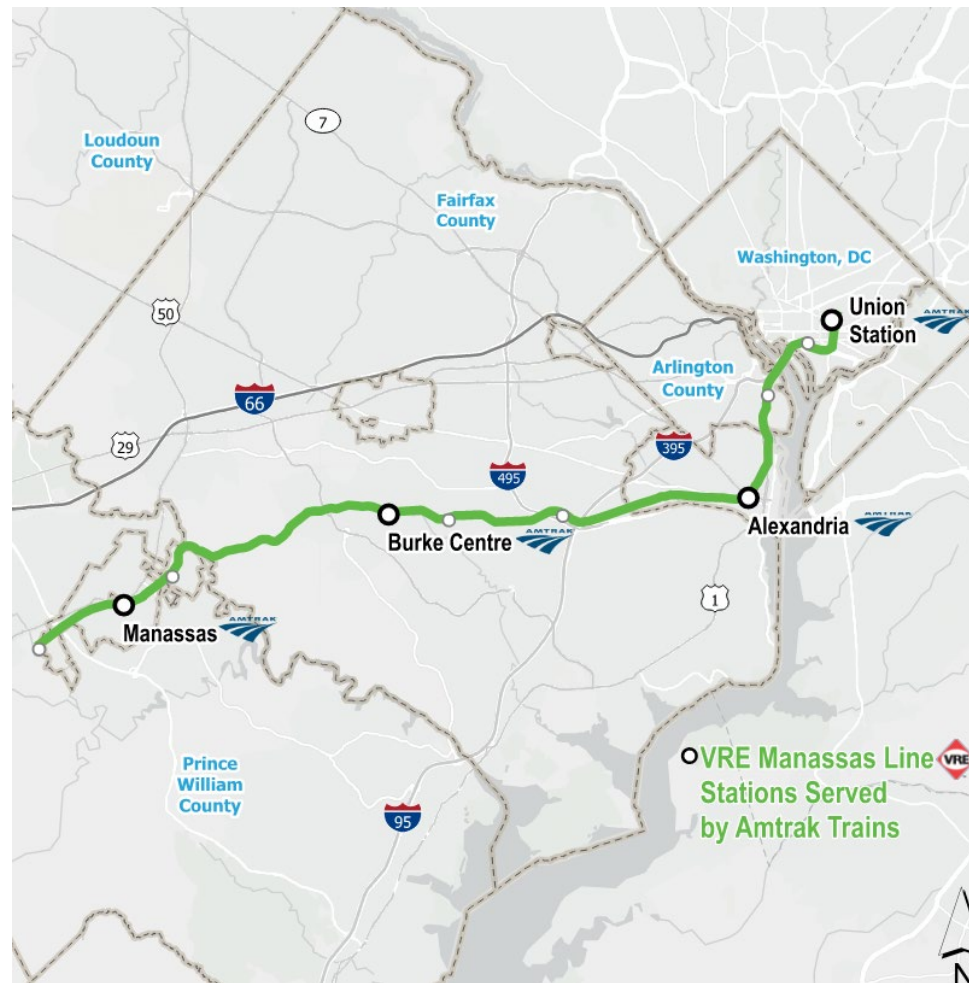 7
Loudoun
County
Fairfax
County
Washington, DC
50
Union
Station
AMTRAK
Arlington
County
66
29
395
495
Burke Centre
AMTRAK
Alexandria
AMTRAK
1
Manassas
AMTRAK
Prince
William
County
95
VRE Manassas Line
VRE
Stations Served
by Amtrak Trains
N